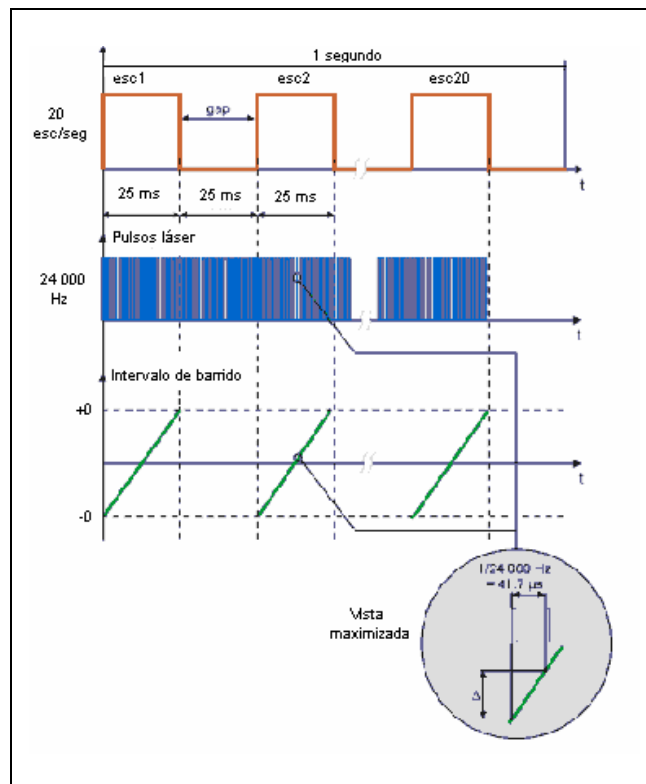 1 segundo
esc1
esc2
esc20
20
esc/seg
gap
t
25 ms
25 ms
25 ms
Pulsos láser
24 000
Hz
t
Intervalo de barrido
+0
t
-0
1/24 000 Hz
= 41.7 µs
Vista
maximizada
Δ